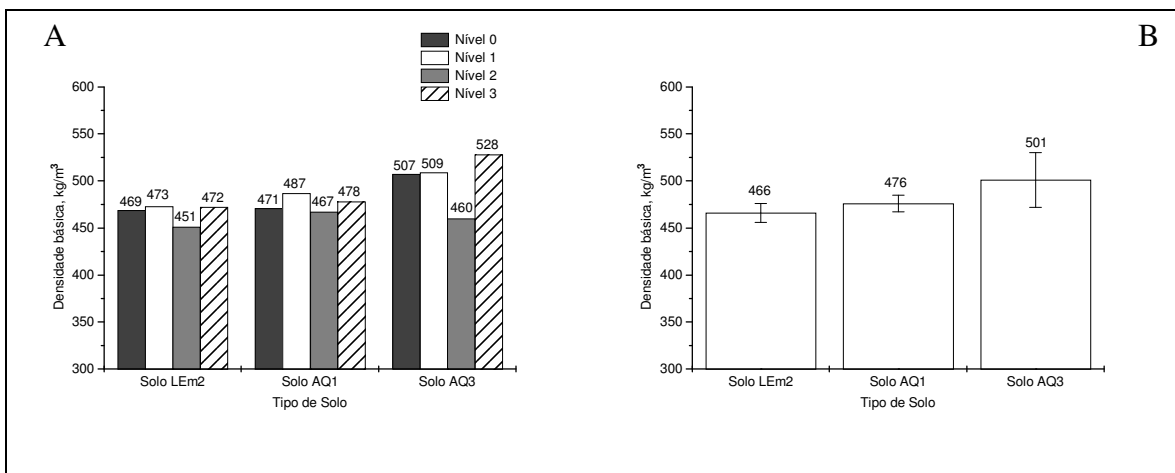 A
B
Nível 0
Nível 1
Nível 2
Nível 3
Densidade básica, kg/m³
600
550
500
450
400
350
300
469
473
451
472
471
487
467
478
507
509
460
528
Solo LEm2
Solo AQ1
Solo AQ3
Tipo de Solo
Densidade básica, kg/m³
600
550
500
450
400
350
300
466
476
501
Solo LEm2
Solo AQ1
Solo AQ3
Tipo de Solo